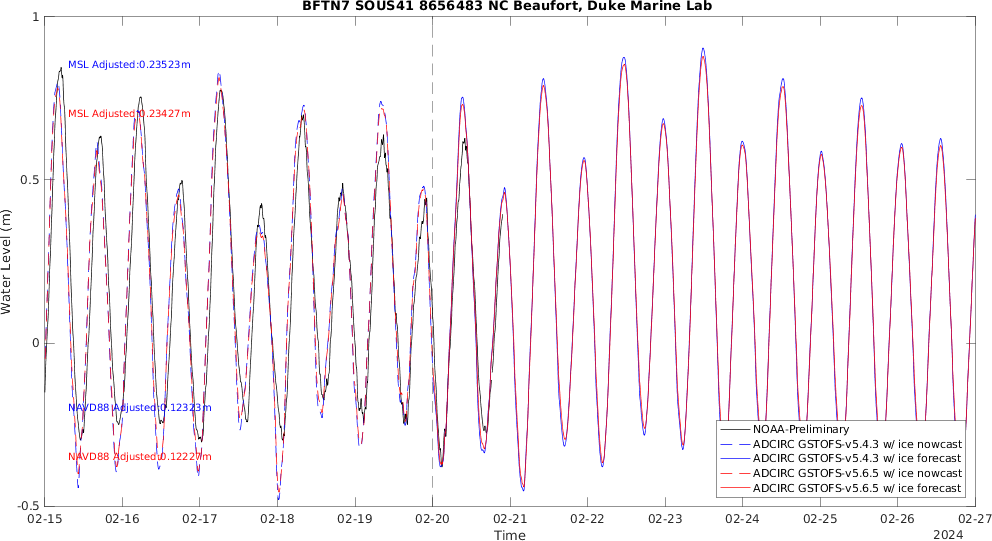 BFTN7 SOUS41 8656483 NC Beaufort, Duke Marine Lab
1
MSL Adjusted:0.23523m
MSL Adjusted:0.23427m
0.5
Water Level (m)
0
NAVD88 Adjusted:0.12323m
NAVD88 Adjusted:0.12227m
-0.5
NOAA-Preliminary
ADCIRC GSTOFS-v5.4.3 w/ ice nowcast
ADCIRC GSTOFS-v5.4.3 w/ ice forecast
ADCIRC GSTOFS-v5.6.5 w/ ice nowcast
ADCIRC GSTOFS-v5.6.5 w/ ice forecast
02-15 02-16 02-17 02-18 02-19 02-20 02-21 02-22 02-23 02-24 02-25 02-26 02-27
Time
2024